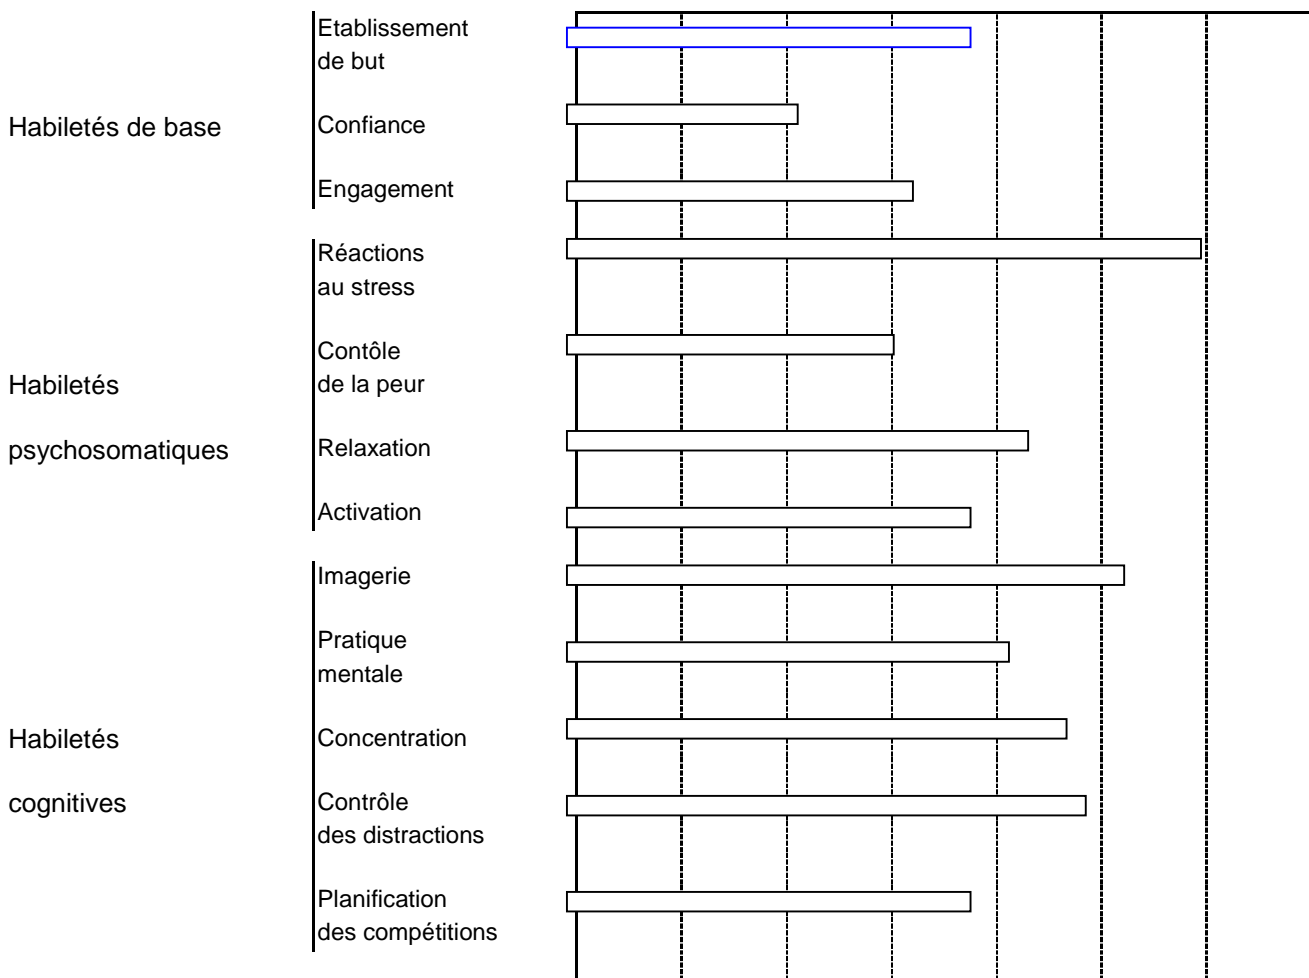 Habiletés de base
Etablissement
de but
Confiance
Engagement
Habiletés
psychosomatiques
Réactions
au stress
Contôle
de la peur
Relaxation
Activation
Habiletés
cognitives
Imagerie
Pratique
mentale
Concentration
Contrôle
des distractions
Planification
des compétitions